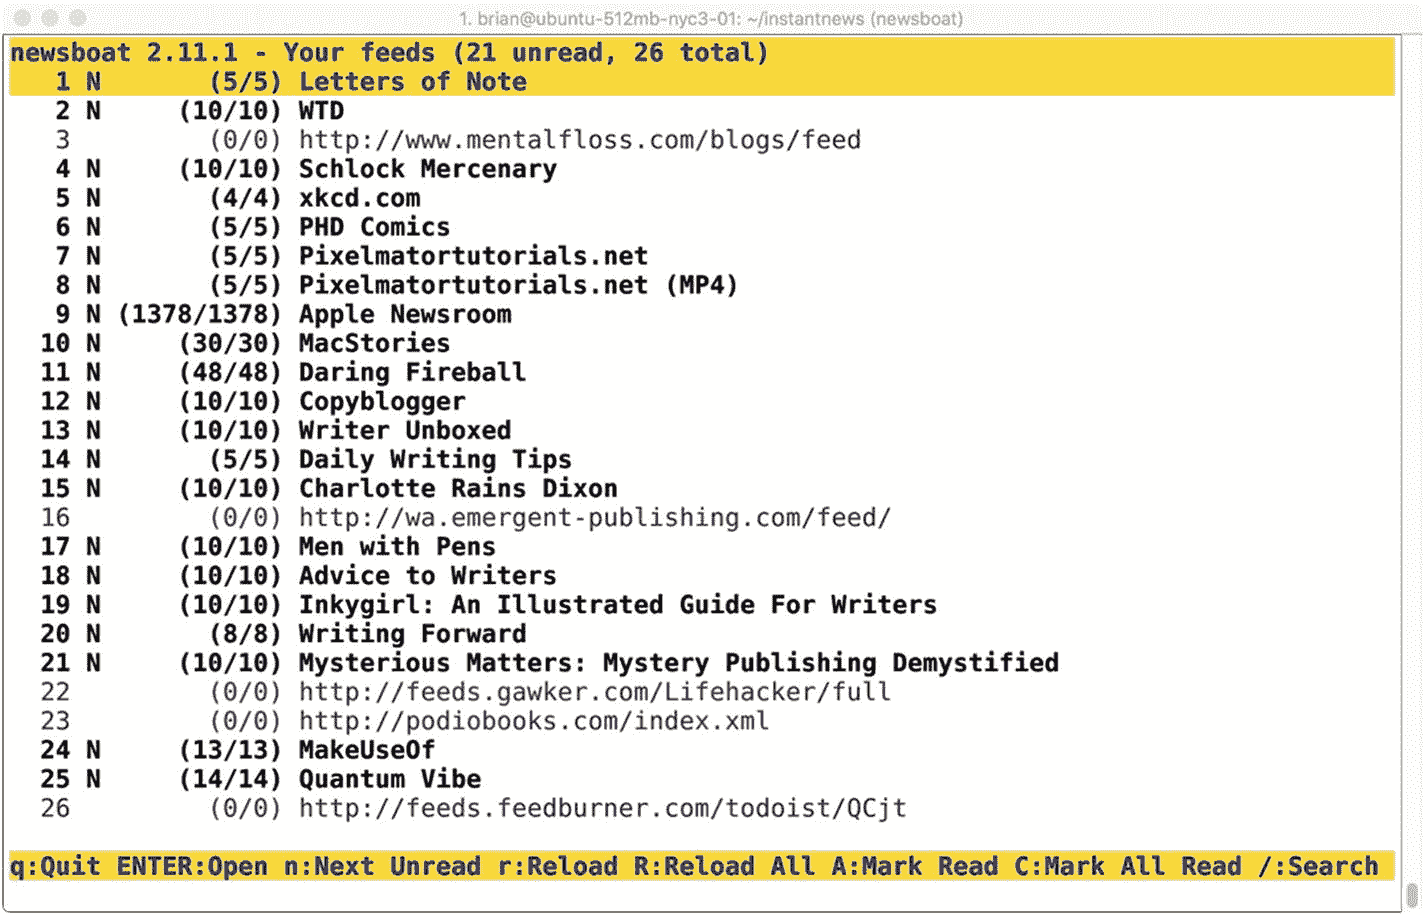 1. brian@ubuntu-512mb-nyc3-01: ~/instantnews (newsboat)
newsboat 2.11.1 - Your feeds (21 unread, 26 total)
1 N (5/5) Letters of Note
2 N (10/10) WTD
3 (0/0) http://www.mentalfloss.com/blogs/feed
4 N (10/10) Schlock Mercenary
5 N (4/4) xkcd.com
6 N (5/5) PHD Comics
7 N (5/5) Pixelmatortutorials.net
8 N (5/5) Pixelmatortutorials.net (MP4)
9 N (1378/1378) Apple Newsroom
10 N (30/30) MacStories
11 N (48/48) Daring Fireball
12 N (10/10) Copyblogger
13 N (10/10) Writer Unboxed
14 N (5/5) Daily Writing Tips
15 N (10/10) Charlotte Rains Dixon
16 (0/0) http://wa.emergent-publishing.com/feed/
17 N (10/10) Men with Pens
18 N (10/10) Advice to Writers
19 N (10/10) Inkygirl: An Illustrated Guide For Writers
20 N (8/8) Writing Forward
21 N (10/10) Mysterious Matters: Mystery Publishing Demystified
22 (0/0) http://feeds.gawker.com/Lifehacker/full
23 (0/0) http://podiobooks.com/index.xml
24 N (13/13) MakeUseOf
25 N (14/14) Quantum Vibe
26 (0/0) http://feeds.feedburner.com/todoist/QCjt
q:Quit ENTER:Open n:Next Unread r:Reload R:Reload All A:Mark Read C:Mark All Read /:Search